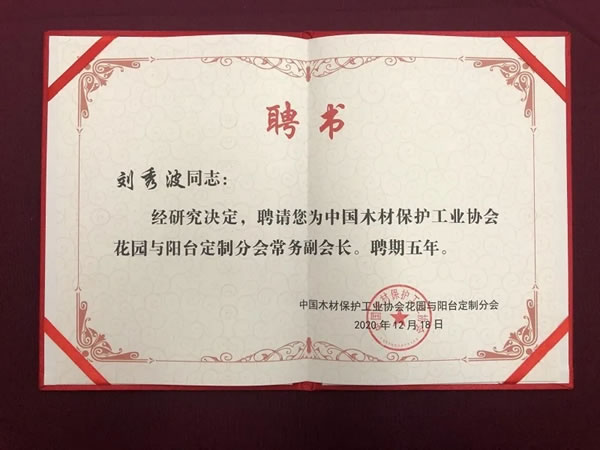 聘书
刘秀波同志：
经研究决定，聘请您为中国木材保护工业协会
花园与阳台定制分会常务副会长。聘期五年。
中国木材保护工业协会花园与阳台定制分会
2020年12月18日